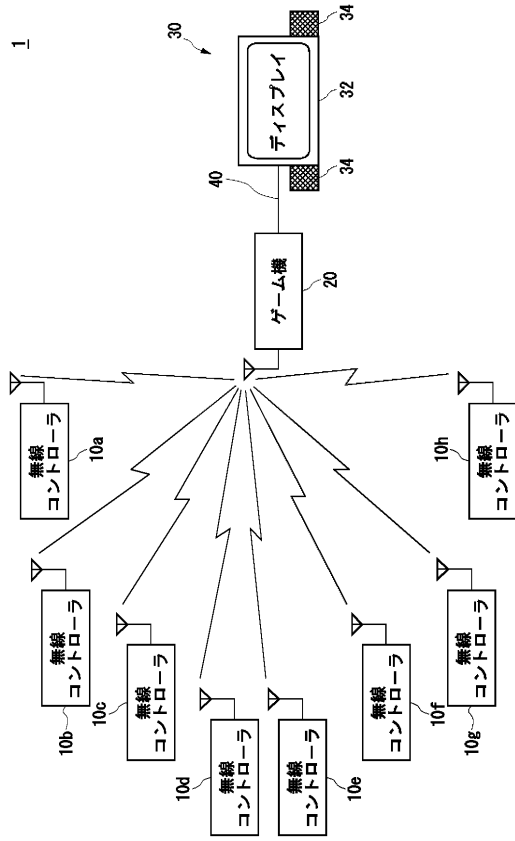 1
30
34
ディスプレイ
32
34
40
ゲーム機
20
無線
コントローラ
10a
無線
コントローラ
10b
無線
コントローラ
10c
無線
コントローラ
10d
無線
コントローラ
10e
無線
コントローラ
10f
無線
コントローラ
10g
無線
コントローラ
10h